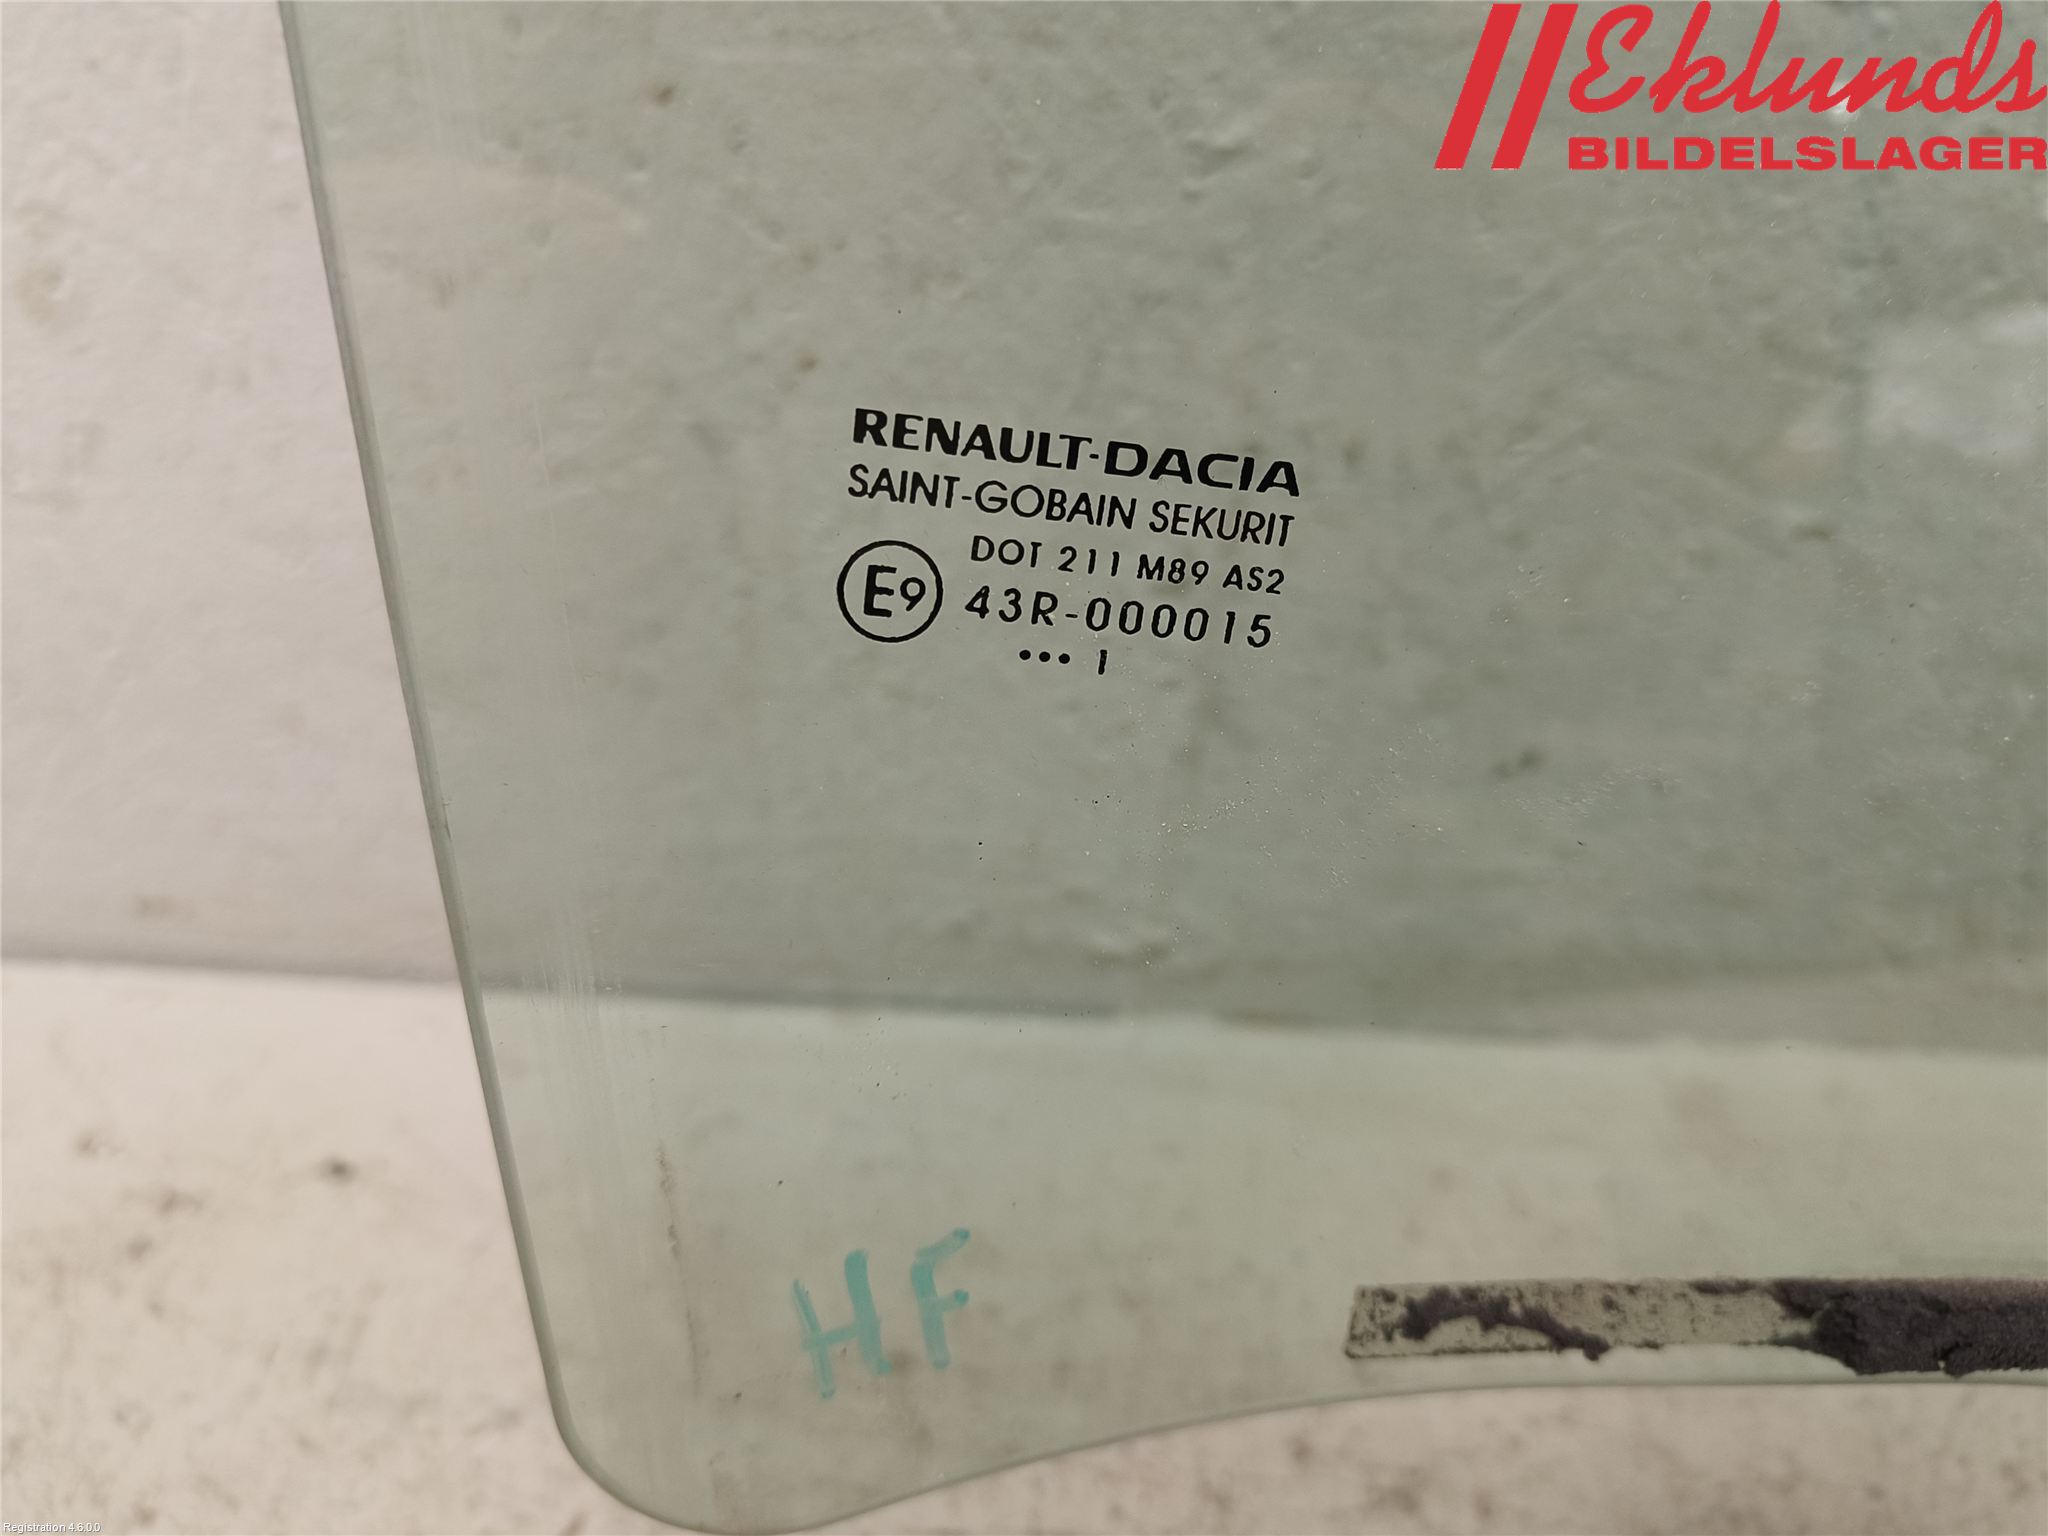 Eklunds
BILDELSLAGER
RENAULT-DACIA
SAINT-GOBAIN SEKURIT
DOT 211 M89 AS2
E9 43R-000015
••• 1
HF
Registration 4.6.0.0